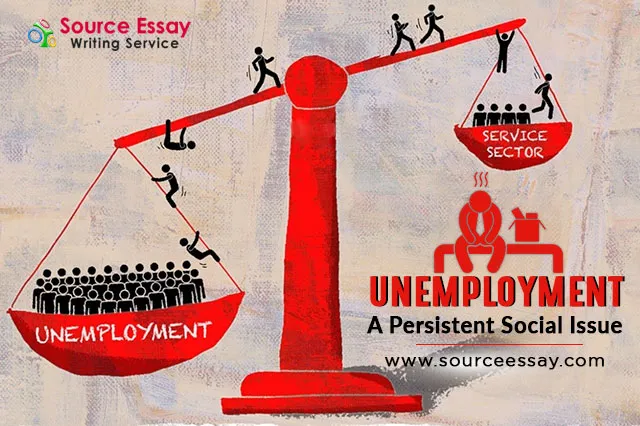 Source Essay
Writing Service
SERVICE
SECTOR
UNEMPLOYMENT
UNEMPLOYMENT
A Persistent Social Issue
www.sourceessay.com